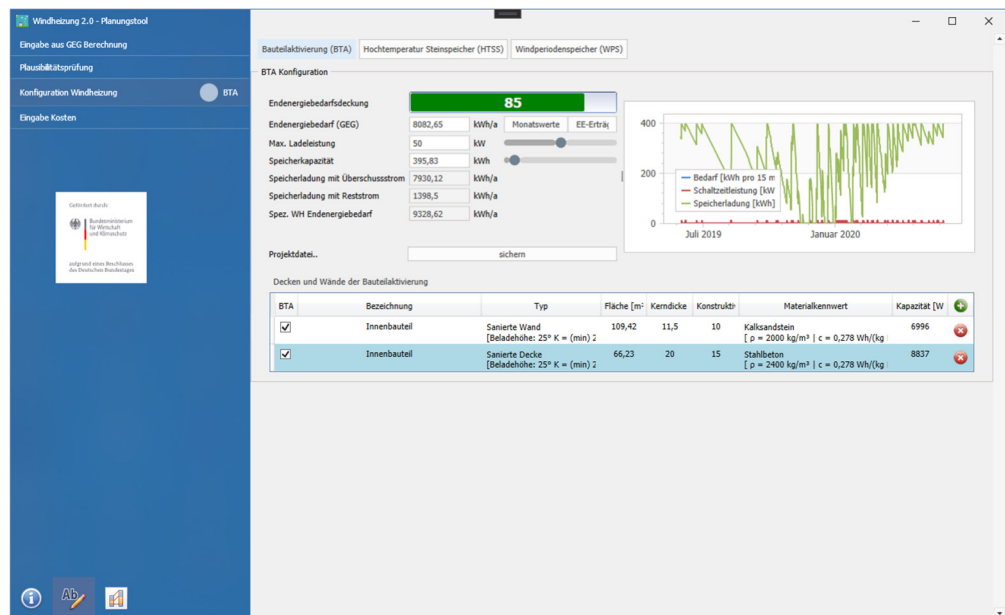 Windheizung 2.0 - Planungstool
Eingabe aus GEG Berechnung
Plausibilitätsprüfung
Konfiguration Windheizung
BTA
Eingabe Kosten
Gefördert durch:
Bundesministerium
für Wirtschaft
und Klimaschutz
aufgrund eines Beschlusses
des Deutschen Bundestages
Bauteilaktivierung (BTA)
Hochtemperatur Steinspeicher (HTSS)
Windperiodenspeicher (WPS)
BTA Konfiguration
Endenergiebedarfsdeckung
85
Endenergiebedarf (GEG)
8082,65
kWh/a
Monatswerte
EE-Erträg
Max. Ladeleistung
50
kW
Speicherkapazität
395,83
kWh
Speicherladung mit Überschussstrom
7930,12
kWh/a
Speicherladung mit Reststrom
1398,5
kWh/a
Spez. WH Endenergiebedarf
9328,62
kWh/a
Projektdatei..
sichern
400
200
0
Bedarf [kWh pro 15 m
Schaltzeitleistung [kW
Speicherladung [kWh]
Juli 2019
Januar 2020
Decken und Wände der Bauteilaktivierung
BTA
Bezeichnung
Typ
Fläche [m²
Kerndicke
Konstrukti
Materialkennwert
Kapazität [W
Innenbauteil
Sanierte Wand
[Beladehöhe: 25° K = (min) 2
109,42
11,5
10
Kalksandstein
[ ρ = 2000 kg/m³ | c = 0,278 Wh/(kg
6996
Innenbauteil
Sanierte Decke
[Beladehöhe: 25° K = (min) 2
66,23
20
15
Stahlbeton
[ ρ = 2400 kg/m³ | c = 0,278 Wh/(kg
8837
Ab